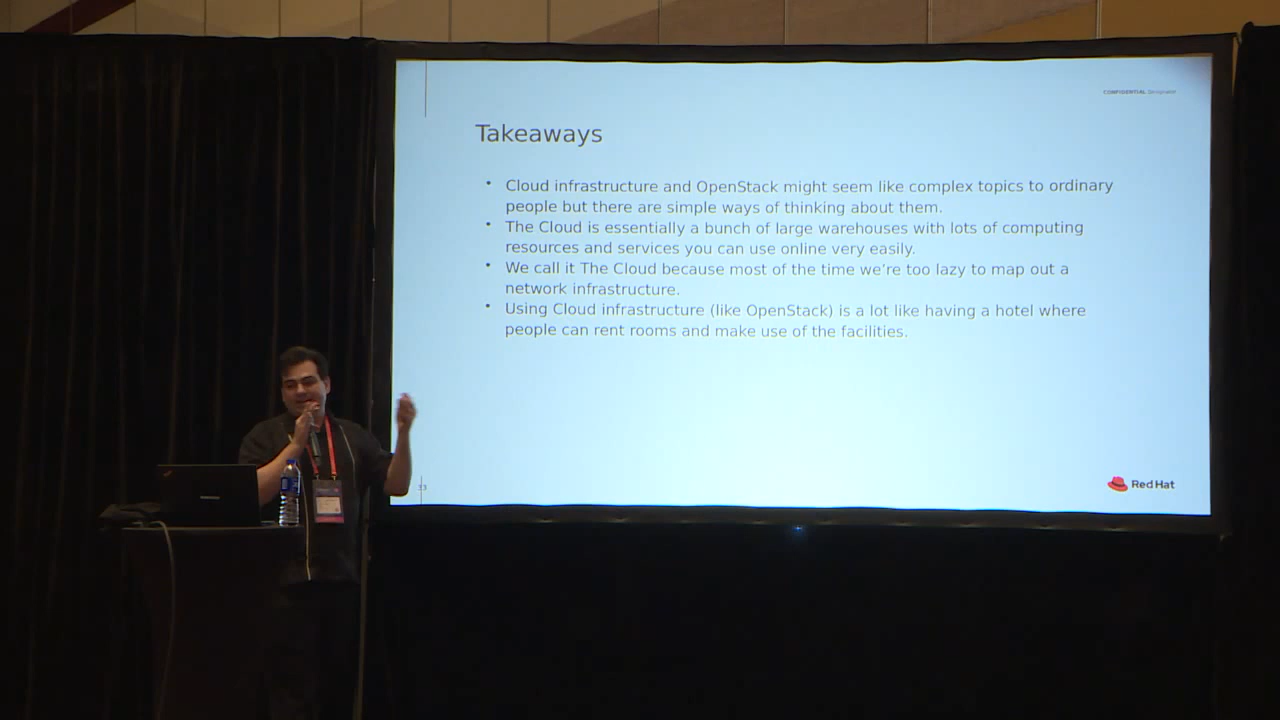 CONFIDENTIAL Designator
Takeaways
• Cloud infrastructure and OpenStack might seem like complex topics to ordinary
people but there are simple ways of thinking about them.
• The Cloud is essentially a bunch of large warehouses with lots of computing
resources and services you can use online very easily.
• We call it The Cloud because most of the time we're too lazy to map out a
network infrastructure.
• Using Cloud infrastructure (like OpenStack) is a lot like having a hotel where
people can rent rooms and make use of the facilities.
33
Red Hat